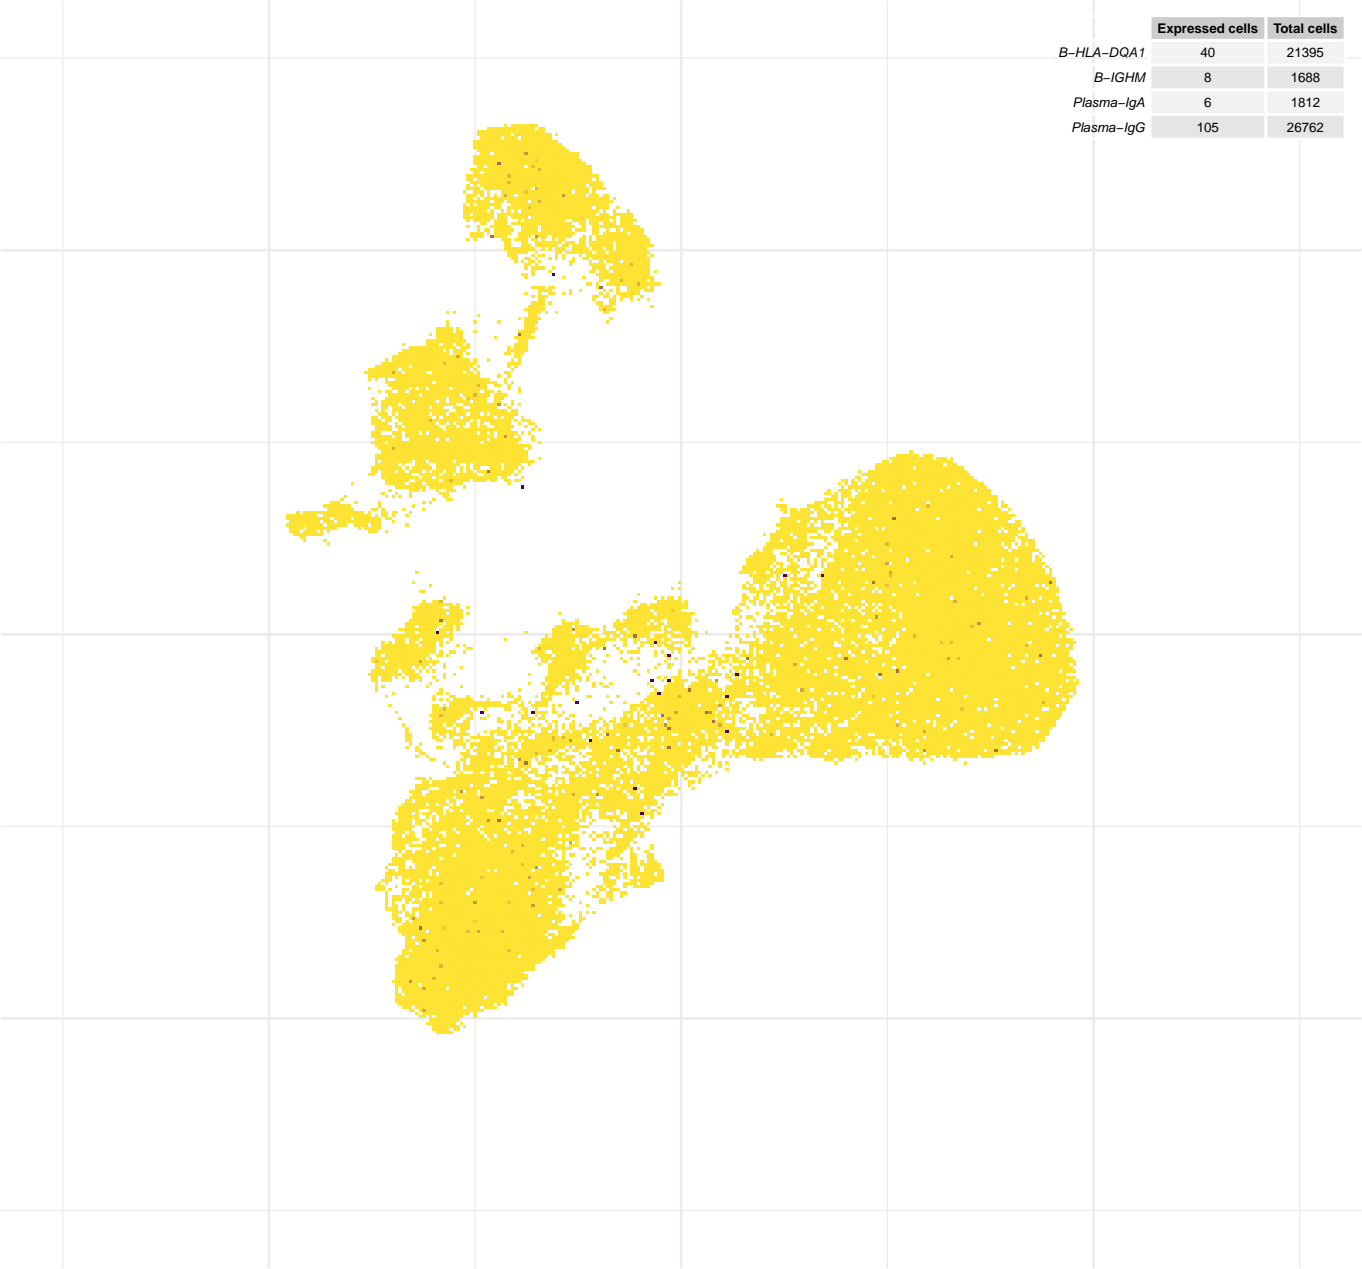 Expressed cells Total cells
B−HLA−DQA1 40 21395
B−IGHM 8 1688
Plasma−IgA 6 1812
Plasma−IgG 105 26762